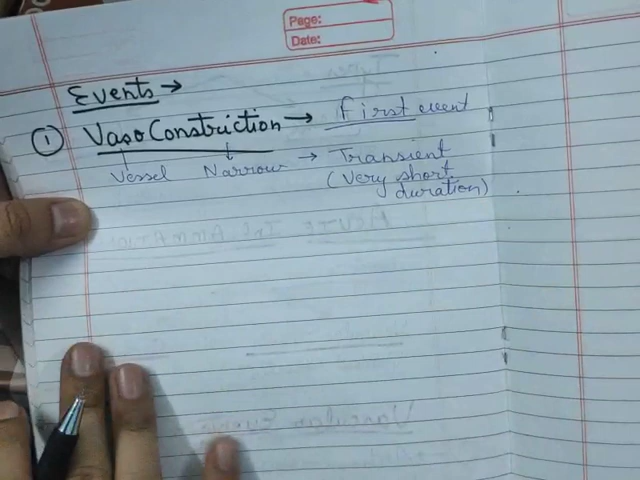 Page:
Date:
Events →
① VasoConstriction → First event
Vessel Narrow → Transient
(Very short
duration)